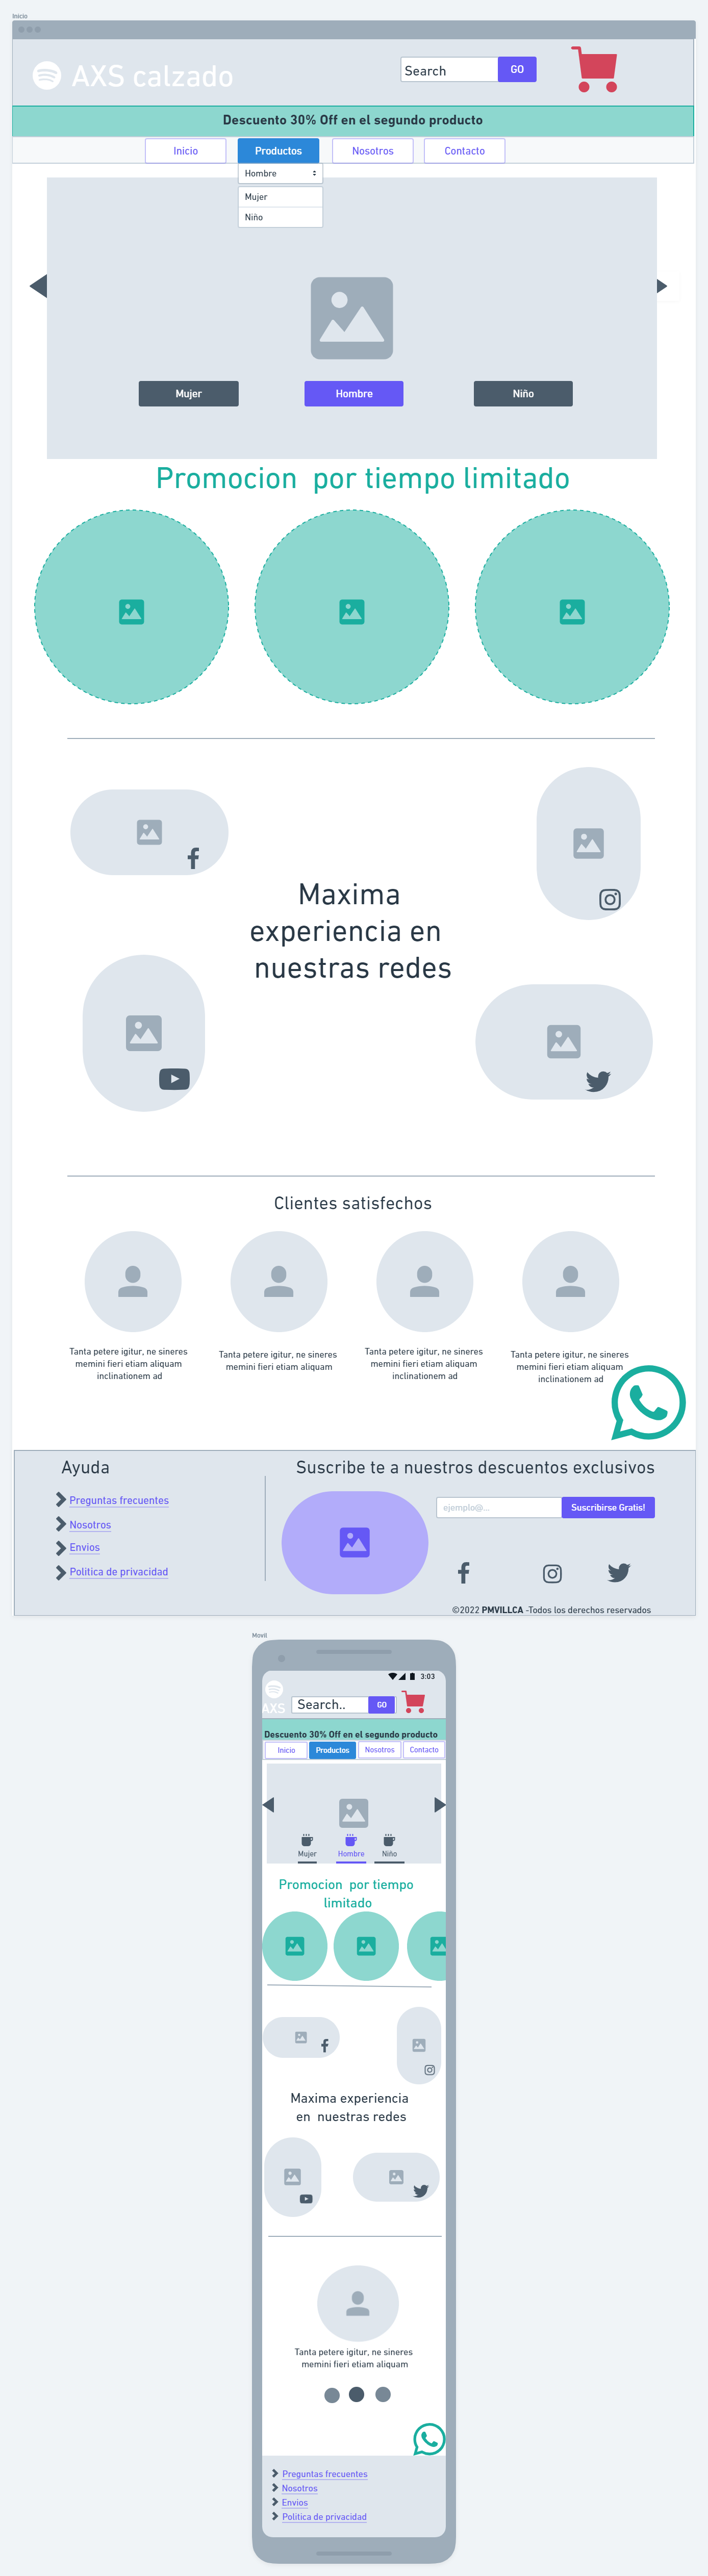 Inicio
AXS calzado
Search
GO
Descuento 30% Off en el segundo producto
Inicio
Productos
Nosotros
Contacto
Hombre
Mujer
Niño
Mujer
Hombre
Niño
Promocion por tiempo limitado
Maxima
experiencia en
nuestras redes
Clientes satisfechos
Tanta petere igitur, ne sineres
memini fieri etiam aliquam
inclinationem ad
Tanta petere igitur, ne sineres
memini fieri etiam aliquam
Tanta petere igitur, ne sineres
memini fieri etiam aliquam
inclinationem ad
Tanta petere igitur, ne sineres
memini fieri etiam aliquam
inclinationem ad
Ayuda
Preguntas frecuentes
Nosotros
Envios
Politica de privacidad
Suscribe te a nuestros descuentos exclusivos
ejemplo@...
Suscribirse Gratis!
©2022 PMVILLCA -Todos los derechos reservados
Movil
3:03
AXS
Search..
GO
Descuento 30% Off en el segundo producto
Inicio
Productos
Nosotros
Contacto
Mujer
Hombre
Niño
Promocion por tiempo
limitado
Maxima experiencia
en nuestras redes
Tanta petere igitur, ne sineres
memini fieri etiam aliquam
Preguntas frecuentes
Nosotros
Envios
Politica de privacidad